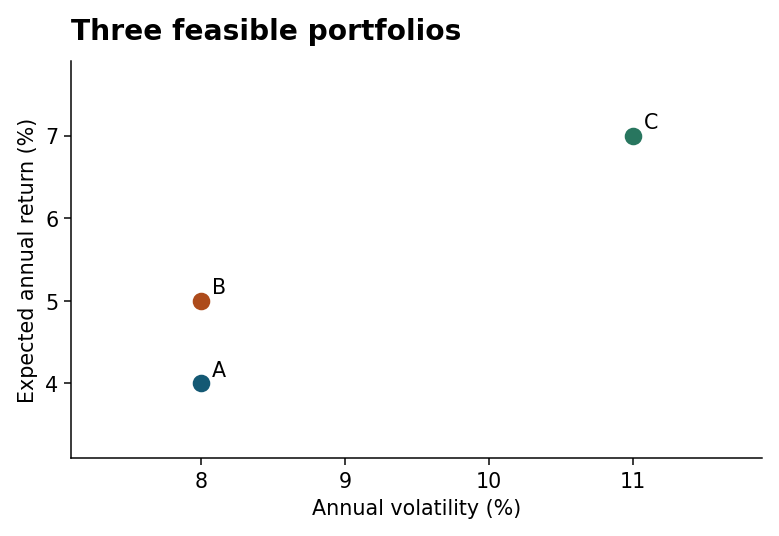 Three feasible portfolios
Expected annual return (%)
7
6
5
4
C
B
A
8 9 10 11
Annual volatility (%)